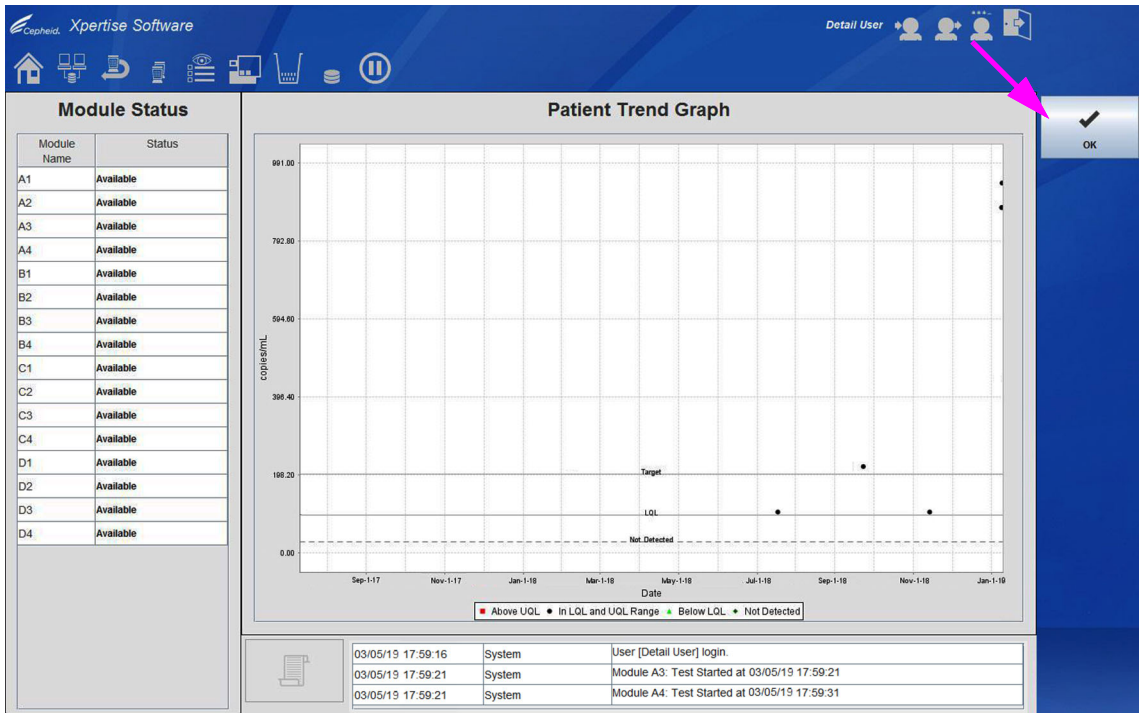 Cepheid. Xpertise Software
Detail User
Module Status
Module Name Status
A1 Available
A2 Available
A3 Available
A4 Available
B1 Available
B2 Available
B3 Available
B4 Available
C1 Available
C2 Available
C3 Available
C4 Available
D1 Available
D2 Available
D3 Available
D4 Available
Patient Trend Graph
991.00
792.80
594.60
396.40
198.20
0.00
copies/mL
Target
LQL
Not Detected
Sep-1-17 Nov-1-17 Jan-1-18 Mar-1-18 May-1-18 Jul-1-18 Sep-1-18 Nov-1-18 Jan-1-19
Date
Above UQL In LQL and UQL Range Below LQL Not Detected
OK
03/05/19 17:59:16 System User [Detail User] login.
03/05/19 17:59:21 System Module A3: Test Started at 03/05/19 17:59:21
03/05/19 17:59:21 System Module A4: Test Started at 03/05/19 17:59:31